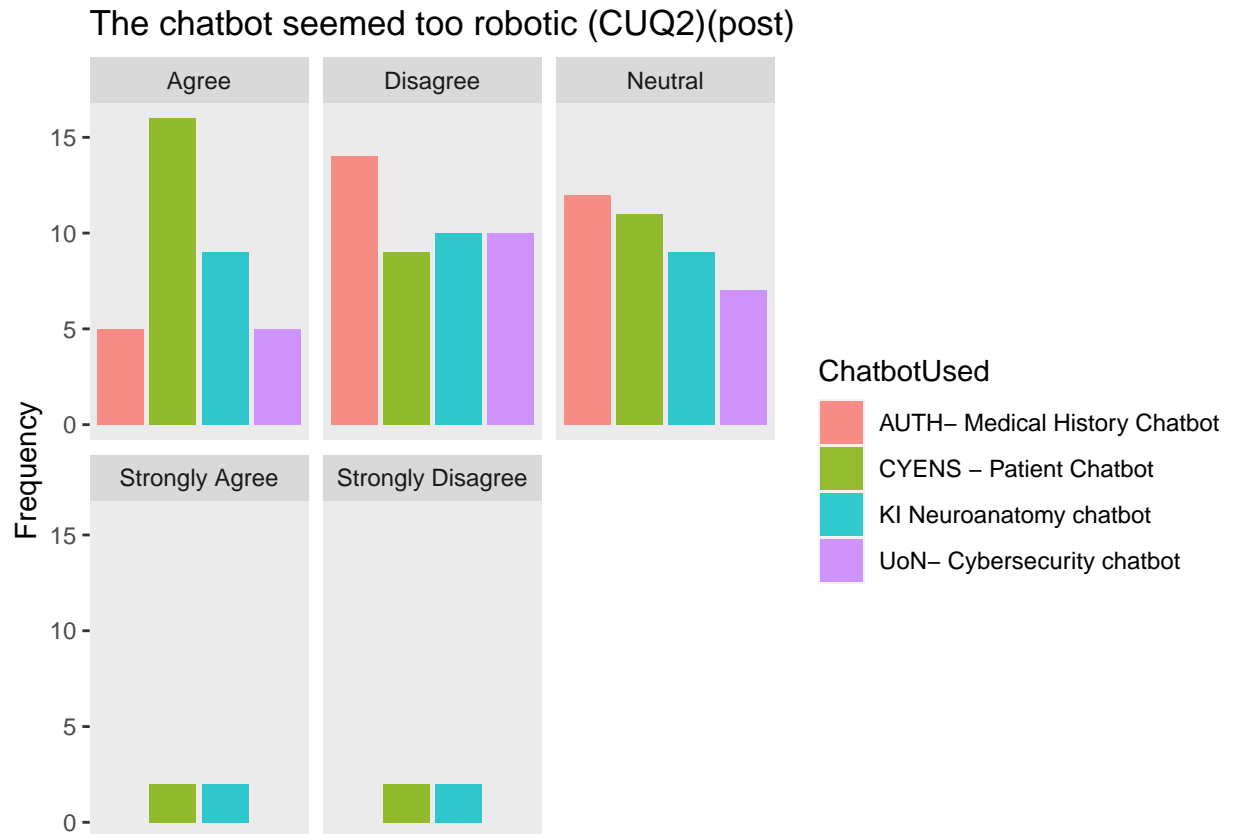 The chatbot seemed too robotic (CUQ2)(post)
Agree
Disagree
Neutral
15
10
5
0
Strongly Agree
Strongly Disagree
15
10
5
0
Frequency
ChatbotUsed
AUTH− Medical History Chatbot
CYENS − Patient Chatbot
KI Neuroanatomy chatbot
UoN− Cybersecurity chatbot